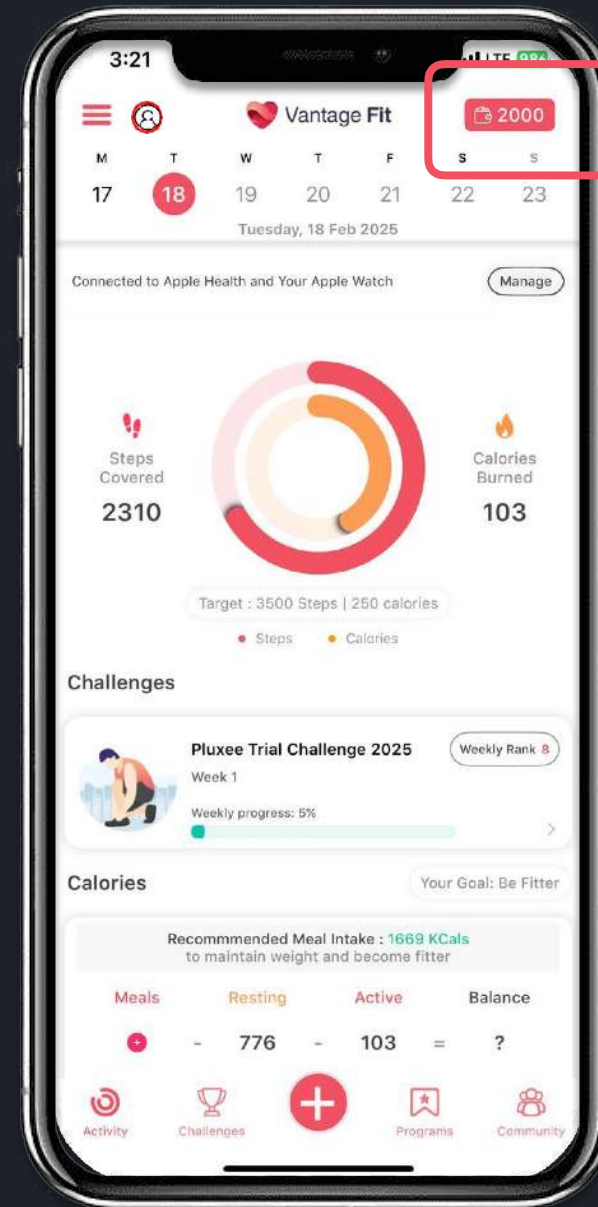 3:21 LTE
Vantage Fit 2000
M T W T F S S
17 18 19 20 21 22 23
Tuesday, 18 Feb 2025
Connected to Apple Health and Your Apple Watch Manage
Steps
Covered
2310
Calories
Burned
103
Target : 3500 Steps | 250 calories
Steps Calories
Challenges
Pluxee Trial Challenge 2025 Weekly Rank 8
Week 1
Weekly progress: 5%
Calories Your Goal: Be Fitter
Recommmended Meal Intake : 1669 KCals
to maintain weight and become fitter
Meals Resting Active Balance
+ - 776 - 103 = ?
Activity Challenges Programs Community